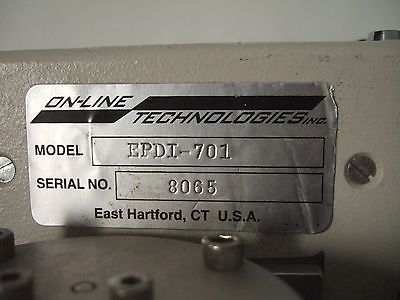 ON-LINE
TECHNOLOGIES INC.
MODEL EPDI-701
SERIAL NO. 8065
East Hartford, CT U.S.A.